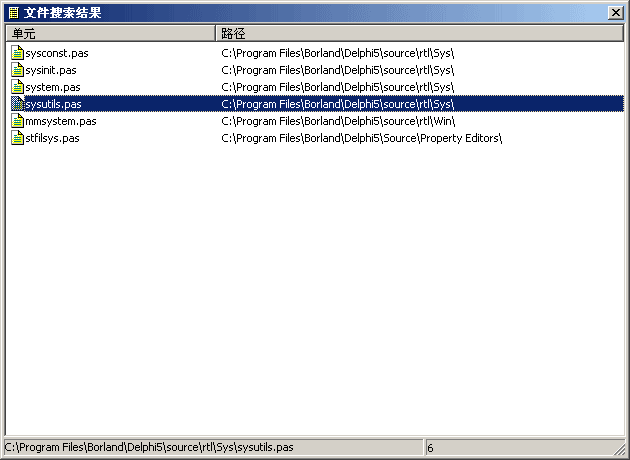 文件搜索结果
单元 路径
sysconst.pas C:\Program Files\Borland\Delphi5\source\rtl\Sys\
sysinit.pas C:\Program Files\Borland\Delphi5\source\rtl\Sys\
system.pas C:\Program Files\Borland\Delphi5\source\rtl\Sys\
sysutils.pas C:\Program Files\Borland\Delphi5\source\rtl\Sys\
mmsystem.pas C:\Program Files\Borland\Delphi5\source\rtl\Win\
stfilsys.pas C:\Program Files\Borland\Delphi5\Source\Property Editors\
C:\Program Files\Borland\Delphi5\source\rtl\Sys\sysutils.pas 6